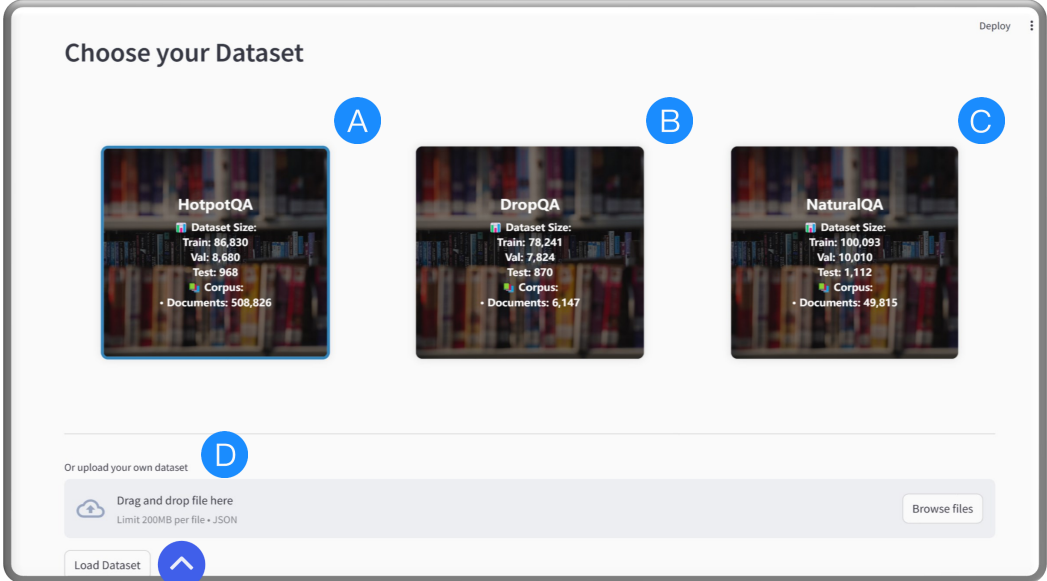 Deploy
Choose your Dataset
A
B
C
HotpotQA
Dataset Size:
Train: 86,830
Val: 8,680
Test: 968
Corpus:
• Documents: 508,826
DropQA
Dataset Size:
Train: 78,241
Val: 7,824
Test: 870
Corpus:
• Documents: 6,147
NaturalQA
Dataset Size:
Train: 100,093
Val: 10,010
Test: 1,112
Corpus:
• Documents: 49,815
D
Or upload your own dataset
Drag and drop file here
Limit 200MB per file • JSON
Browse files
Load Dataset